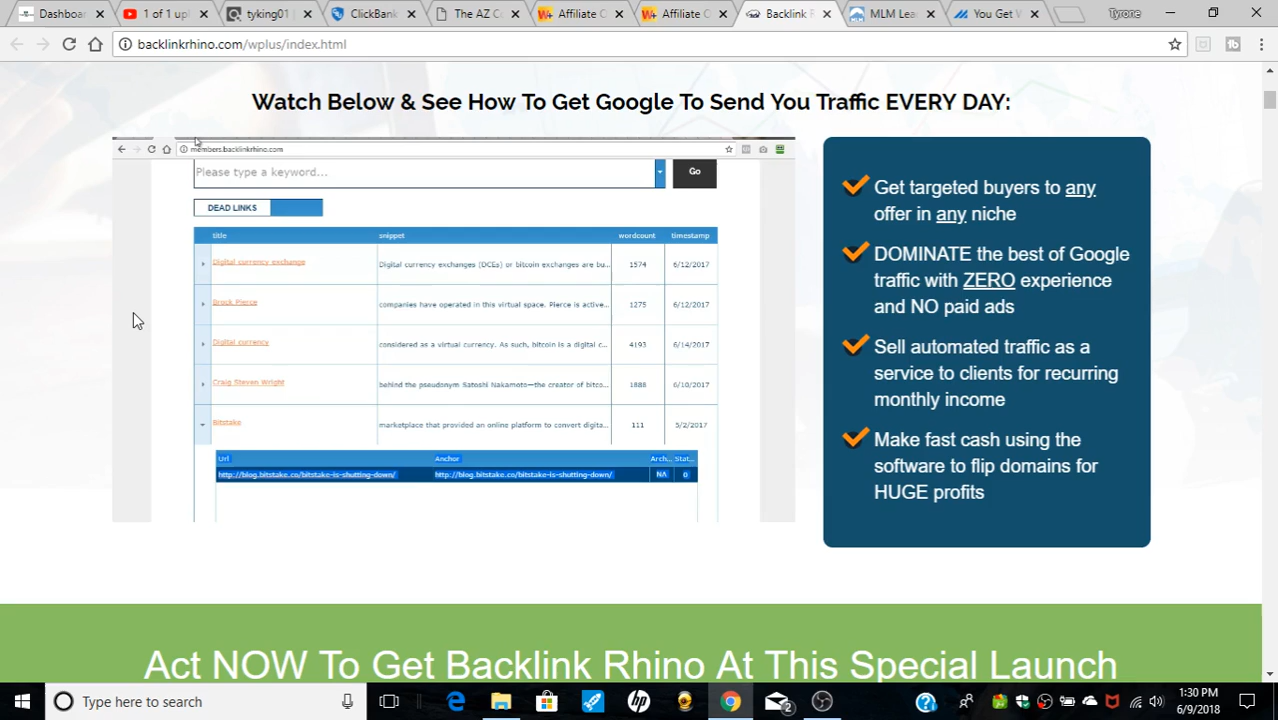 Dashboar
1 of 1 upl
tyking01 |
ClickBank
The AZ C
Affiliate C
Affiliate C
Backlink R
MLM Lea
You Get W
Tyrone
backlinkrhino.com/wplus/index.html
Watch Below & See How To Get Google To Send You Traffic EVERY DAY:
members.backlinkrhino.com
Please type a keyword...
Go
DEAD LINKS
title snippet wordcount timestamp
Digital currency exchange Digital currency exchanges (DCEs) or bitcoin exchanges are bu... 1574 6/12/2017
Brock Pierce companies have operated in this virtual space. Pierce is active... 1275 6/12/2017
Digital currency considered as a virtual currency. As such, bitcoin is a digital c... 4193 6/14/2017
Craig Steven Wright behind the pseudonym Satoshi Nakamoto—the creator of bitco... 1888 6/10/2017
Bitstake marketplace that provided an online platform to convert digita... 111 5/2/2017
Url Anchor Arch... Stat...
http://blog.bitstake.co/bitstake-is-shutting-down/ http://blog.bitstake.co/bitstake-is-shutting-down/ NA 0
Get targeted buyers to any
offer in any niche
DOMINATE the best of Google
traffic with ZERO experience
and NO paid ads
Sell automated traffic as a
service to clients for recurring
monthly income
Make fast cash using the
software to flip domains for
HUGE profits
Act NOW To Get Backlink Rhino At This Special Launch
Type here to search
2
1:30 PM
6/9/2018